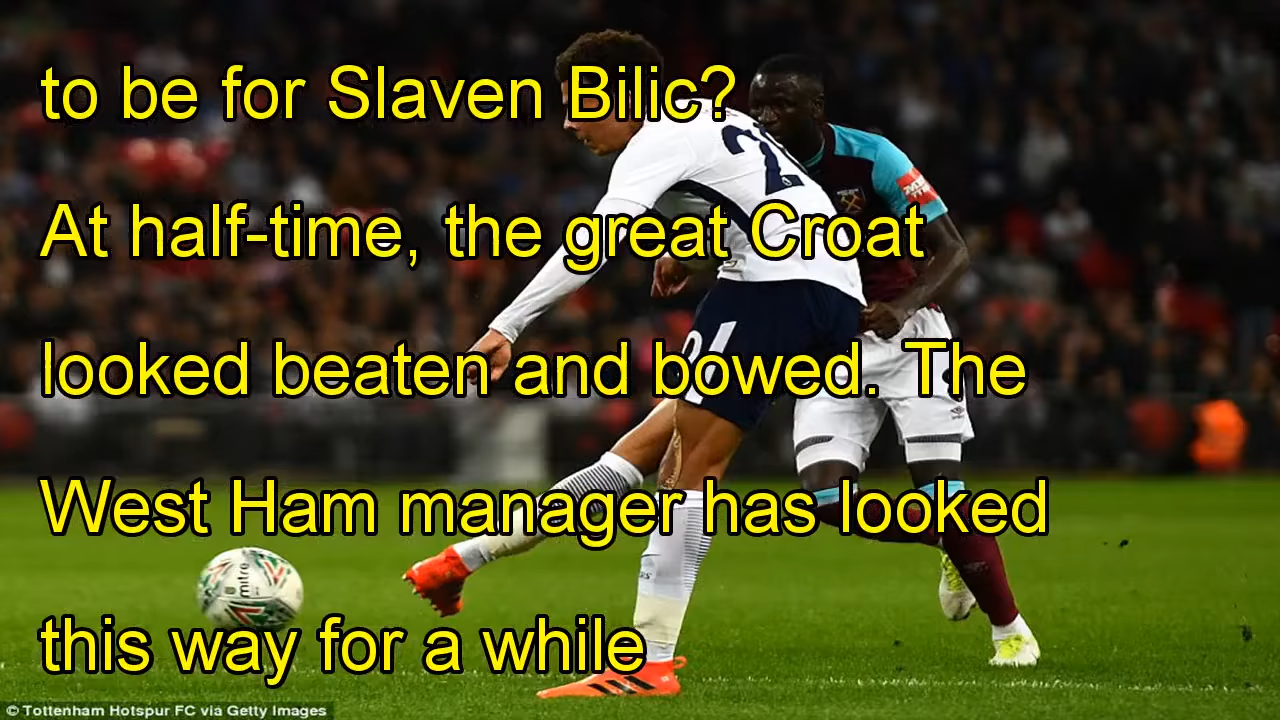 to be for Slaven Bilic?
At half-time, the great Croat
looked beaten and bowed. The
West Ham manager has looked
this way for a while
mitre
© Tottenham Hotspur FC via Getty Images